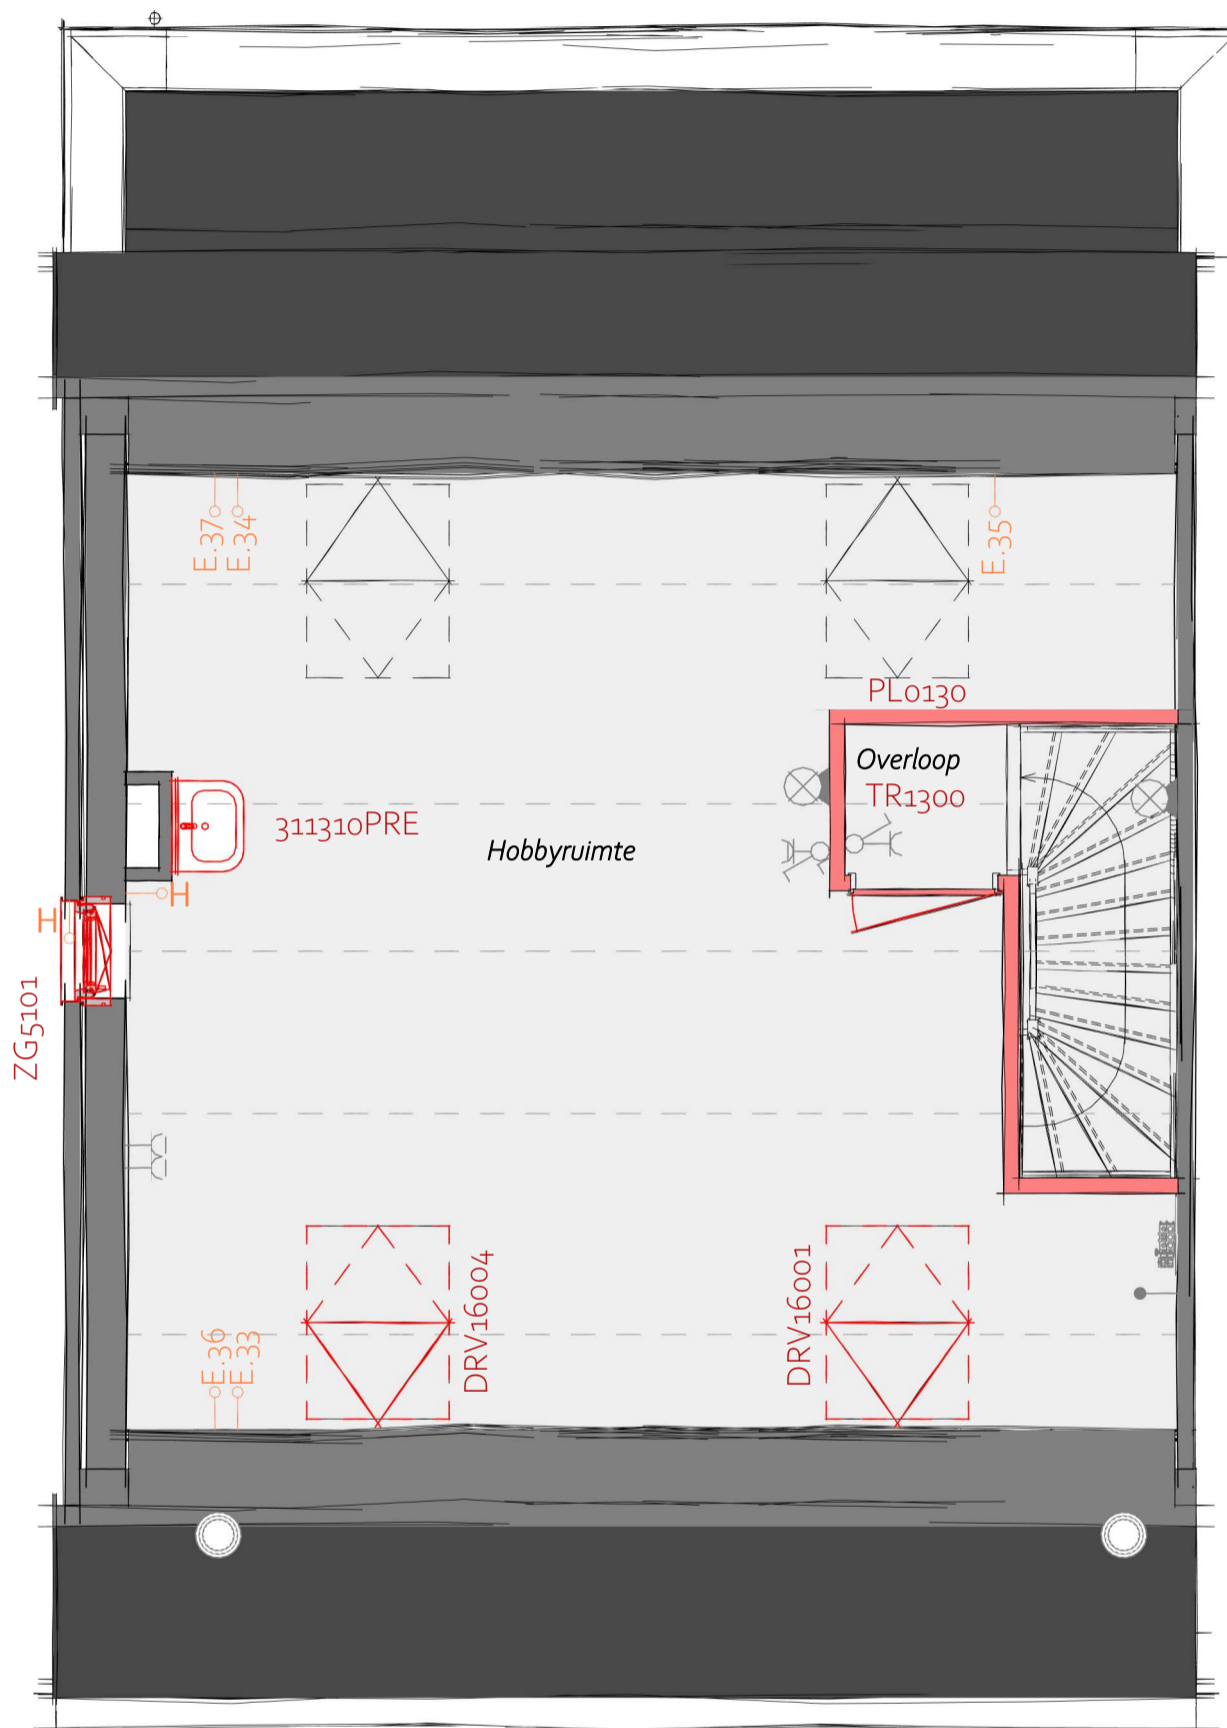 E.37
E.34
E.35
PL0130
Overloop
TR1300
311310PRE
Hobbyruimte
H
H
ZG5101
DRV16004
DRV16001
E.36
E.33